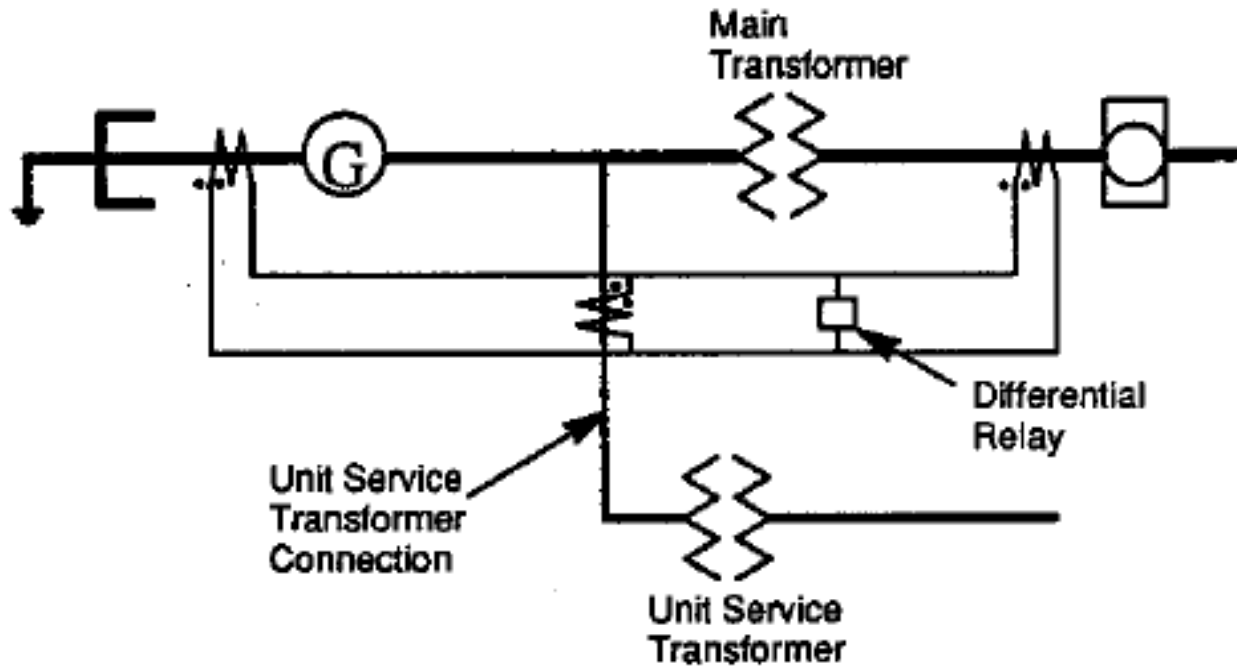 Main
Transformer
G
Differential
Relay
Unit Service
Transformer
Connection
Unit Service
Transformer